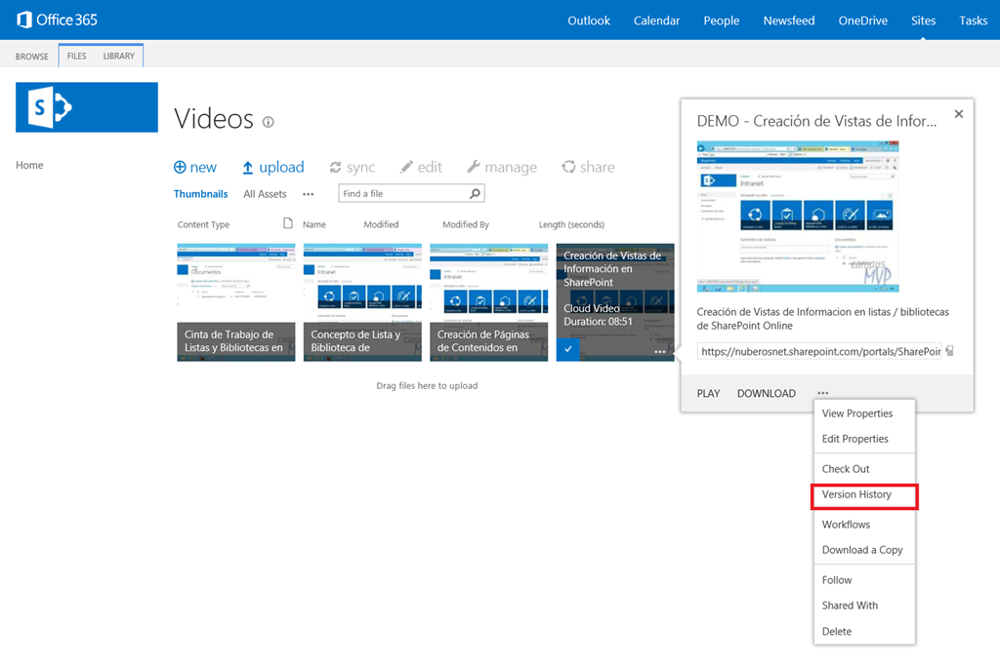 Office 365
Outlook Calendar People Newsfeed OneDrive Sites Tasks
BROWSE FILES LIBRARY
Videos
Home
new upload sync edit manage share
Thumbnails All Assets ••• Find a file
Content Type Name Modified Modified By Length (seconds)
Cinta de Trabajo de
Listas y Bibliotecas en
Concepto de Lista y
Biblioteca de
Creación de Páginas
de Contenidos en
Creación de Vistas de
Información en
SharePoint
Cloud Video
Duration: 08:51
Drag files here to upload
DEMO - Creación de Vistas de Infor...
Intranet
campus
MVP
Creación de Vistas de Informacion en listas / bibliotecas
de SharePoint Online
https://nuberosnet.sharepoint.com/portals/SharePoir
PLAY DOWNLOAD •••
View Properties
Edit Properties
Check Out
Version History
Workflows
Download a Copy
Follow
Shared With
Delete